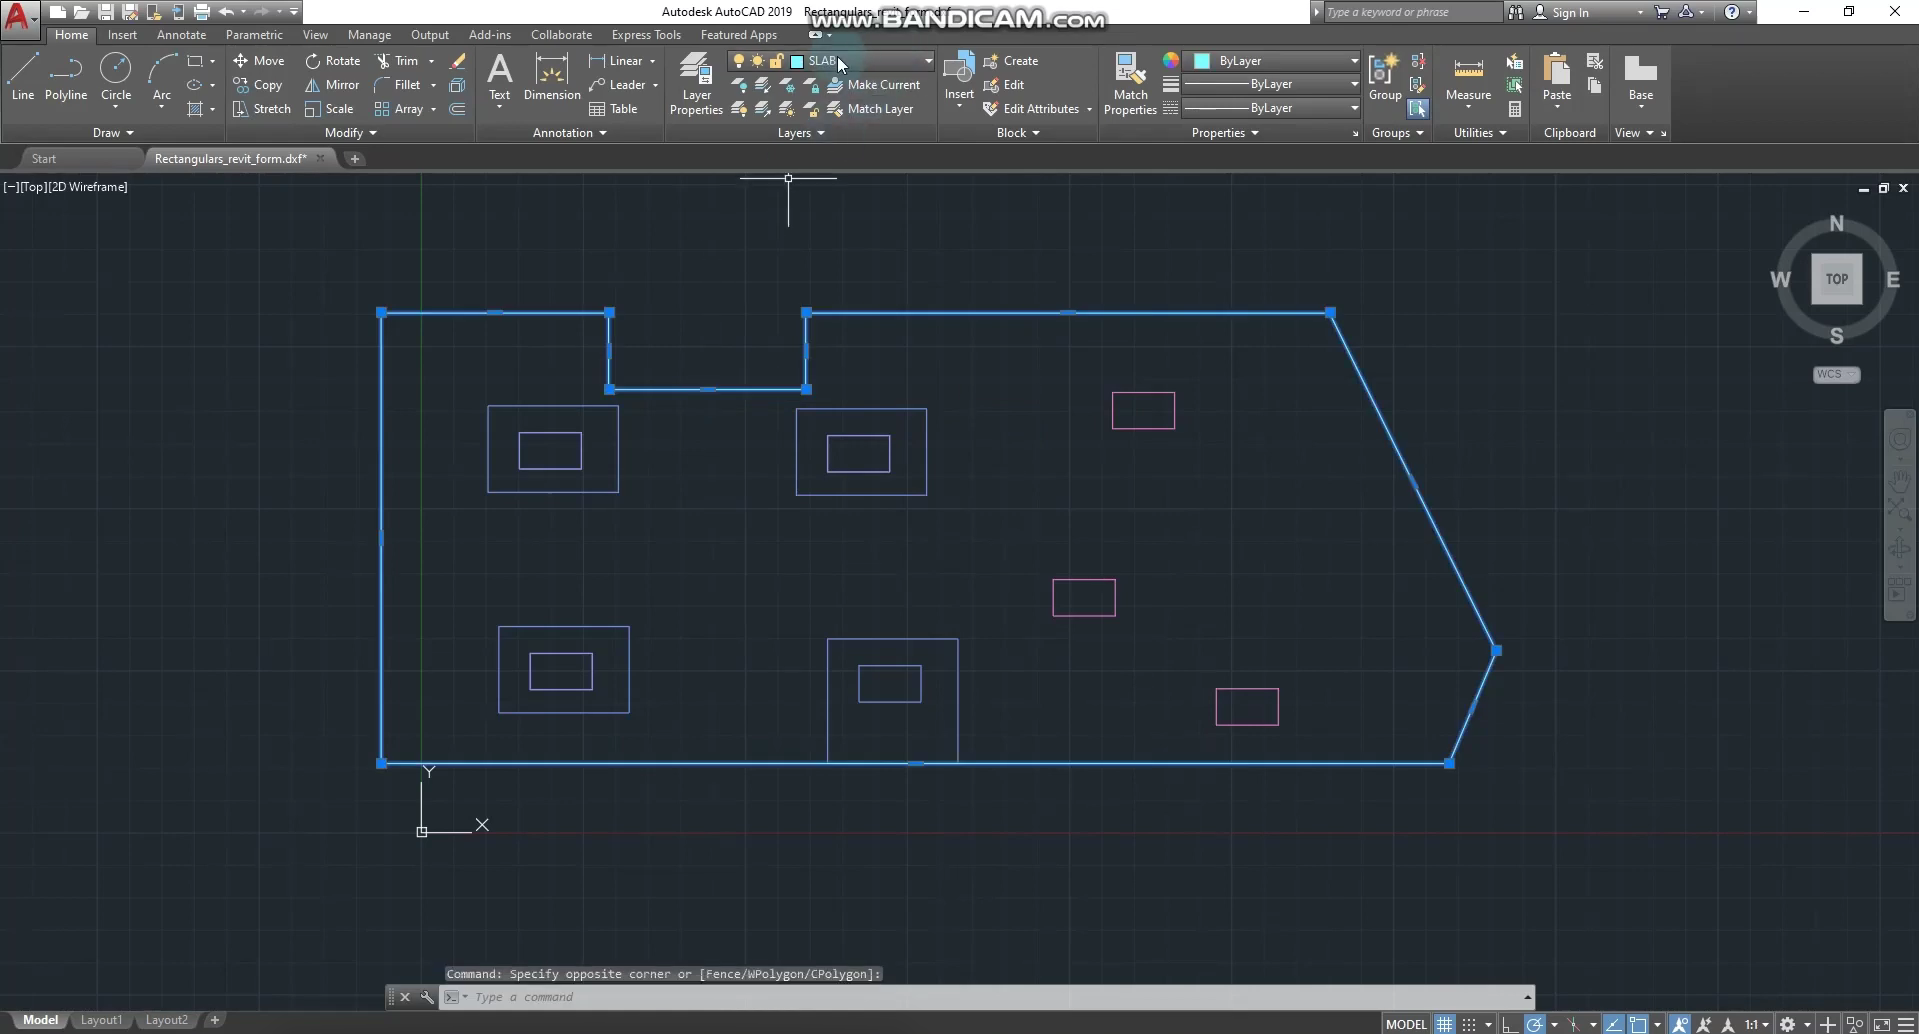 Autodesk AutoCAD 2019 Rectangulars_revit_form.dxf
www.BANDICAM.com
Type a keyword or phrase
Sign In
Home Insert Annotate Parametric View Manage Output Add-ins Collaborate Express Tools Featured Apps
Line Polyline Circle Arc
Move Rotate Trim
Copy Mirror Fillet
Stretch Scale Array
Text Dimension
Linear
Leader
Table
Layer Properties
SLAB
Make Current
Match Layer
Insert
Create
Edit
Edit Attributes
Match Properties
ByLayer
ByLayer
ByLayer
Group
Measure
Paste
Base
Draw Modify Annotation Layers Block Properties Groups Utilities Clipboard View
Start Rectangulars_revit_form.dxf*
[−][Top][2D Wireframe]
N
W TOP E
S
WCS
Y
X
Command: Specify opposite corner or [Fence/WPolygon/CPolygon]:
Type a command
Model Layout1 Layout2
MODEL 1:1